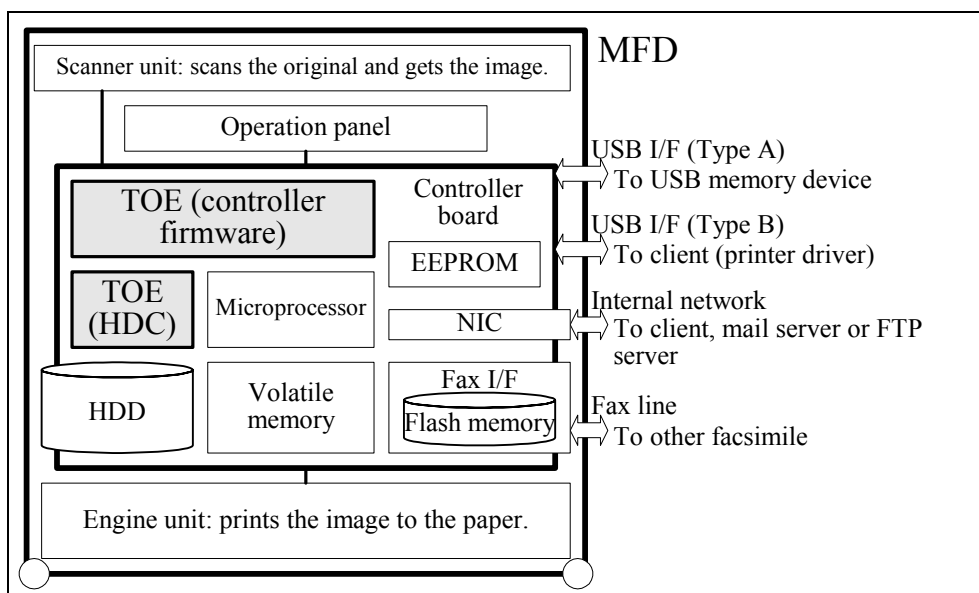 MFD
Scanner unit: scans the original and gets the image.
Operation panel
TOE (controller
firmware)
Controller
board
EEPROM
TOE
(HDC)
Microprocessor
NIC
HDD
Volatile
memory
Fax I/F
Flash memory
Engine unit: prints the image to the paper.
USB I/F (Type A)
To USB memory device
USB I/F (Type B)
To client (printer driver)
Internal network
To client, mail server or FTP
server
Fax line
To other facsimile